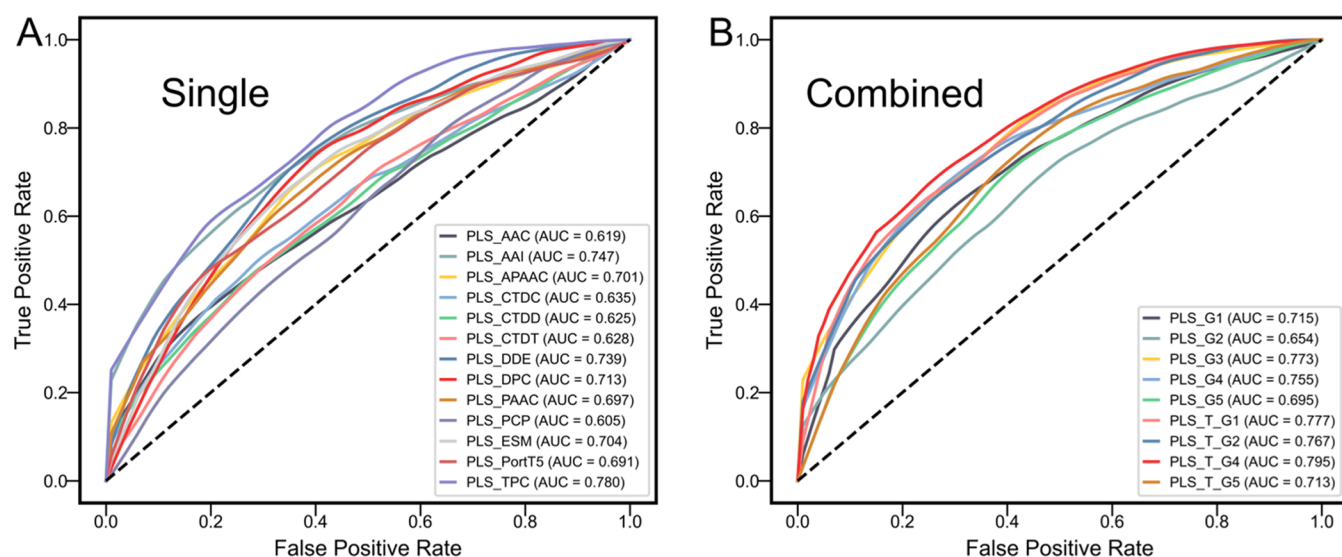 A
Single
1.0
0.8
0.6
0.4
0.2
0.0
True Positive Rate
PLS_AAC (AUC = 0.619)
PLS_AAI (AUC = 0.747)
PLS_APAAC (AUC = 0.701)
PLS_CTDC (AUC = 0.635)
PLS_CTDD (AUC = 0.625)
PLS_CTDT (AUC = 0.628)
PLS_DDE (AUC = 0.739)
PLS_DPC (AUC = 0.713)
PLS_PAAC (AUC = 0.697)
PLS_PCP (AUC = 0.605)
PLS_ESM (AUC = 0.704)
PLS_PortT5 (AUC = 0.691)
PLS_TPC (AUC = 0.780)
0.0 0.2 0.4 0.6 0.8 1.0
False Positive Rate
B
Combined
1.0
0.8
0.6
0.4
0.2
0.0
True Positive Rate
PLS_G1 (AUC = 0.715)
PLS_G2 (AUC = 0.654)
PLS_G3 (AUC = 0.773)
PLS_G4 (AUC = 0.755)
PLS_G5 (AUC = 0.695)
PLS_T_G1 (AUC = 0.777)
PLS_T_G2 (AUC = 0.767)
PLS_T_G4 (AUC = 0.795)
PLS_T_G5 (AUC = 0.713)
0.0 0.2 0.4 0.6 0.8 1.0
False Positive Rate